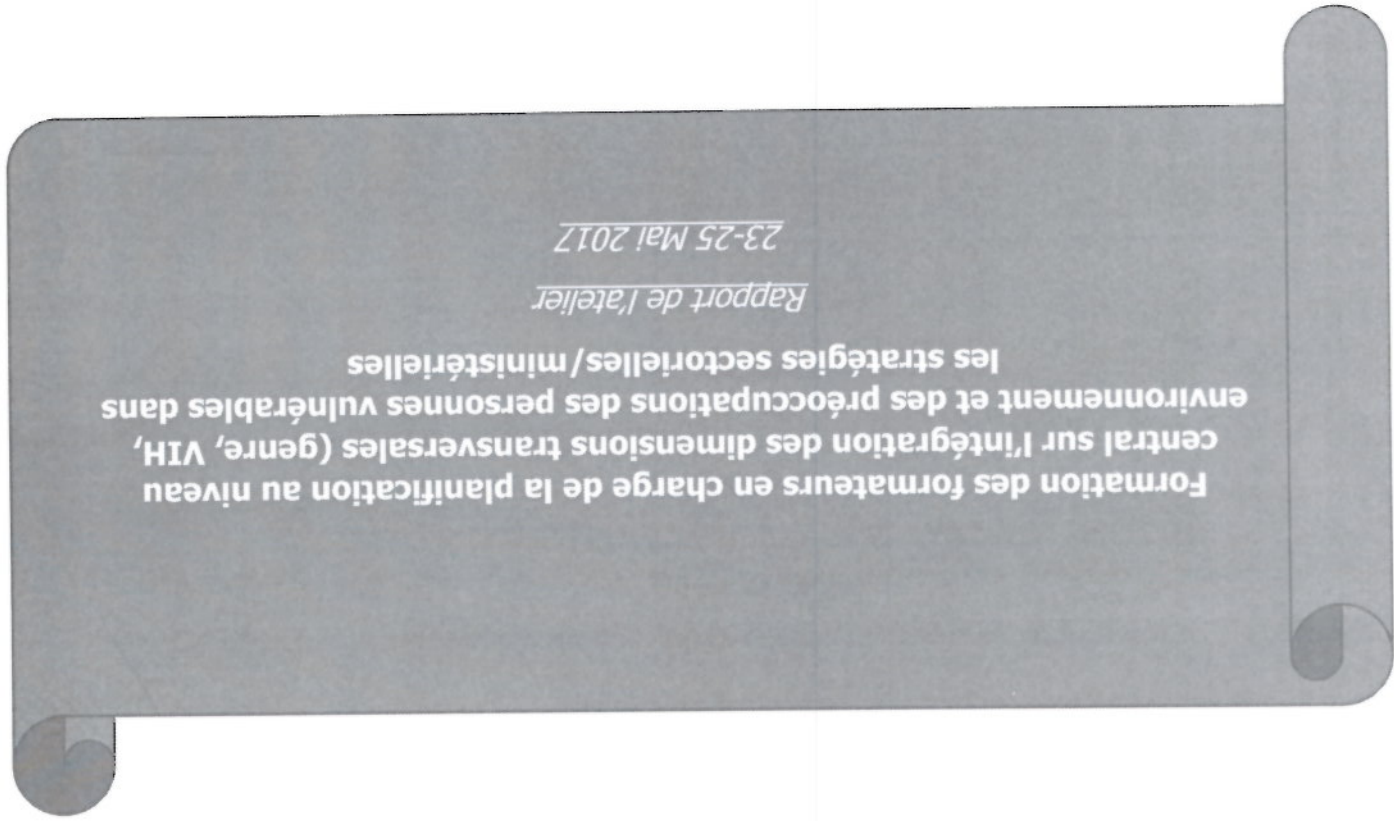 Formation des formateurs en charge de la planification au niveau
central sur l'intégration des dimensions transversales (genre, VIH,
environnement et des préoccupations des personnes vulnérables dans
les stratégies sectorielles/ministérielles
Rapport de l'atelier
23-25 Mai 2017